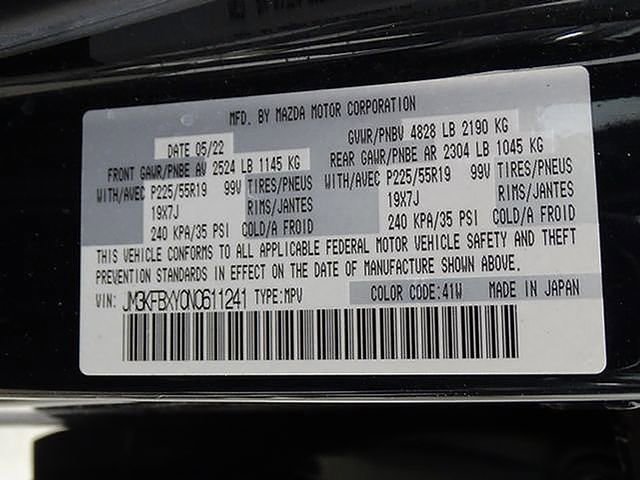 MFD. BY MAZDA MOTOR CORPORATION
DATE 05/22 GVWR/PNBV 4828 LB 2190 KG
FRONT GAWR/PNBE AV 2524 LB 1145 KG REAR GAWR/PNBE AR 2304 LB 1045 KG
WITH/AVEC P225/55R19 99V TIRES/PNEUS WITH/AVEC P225/55R19 99V TIRES/PNEUS
19X7J RIMS/JANTES 19X7J RIMS/JANTES
240 KPA/35 PSI COLD/A FROID 240 KPA/35 PSI COLD/A FROID
THIS VEHICLE CONFORMS TO ALL APPLICABLE FEDERAL MOTOR VEHICLE SAFETY AND THEFT
PREVENTION STANDARDS IN EFFECT ON THE DATE OF MANUFACTURE SHOWN ABOVE.
VIN: JM3KFBXY0N0611241 TYPE:MPV COLOR CODE:41W MADE IN JAPAN